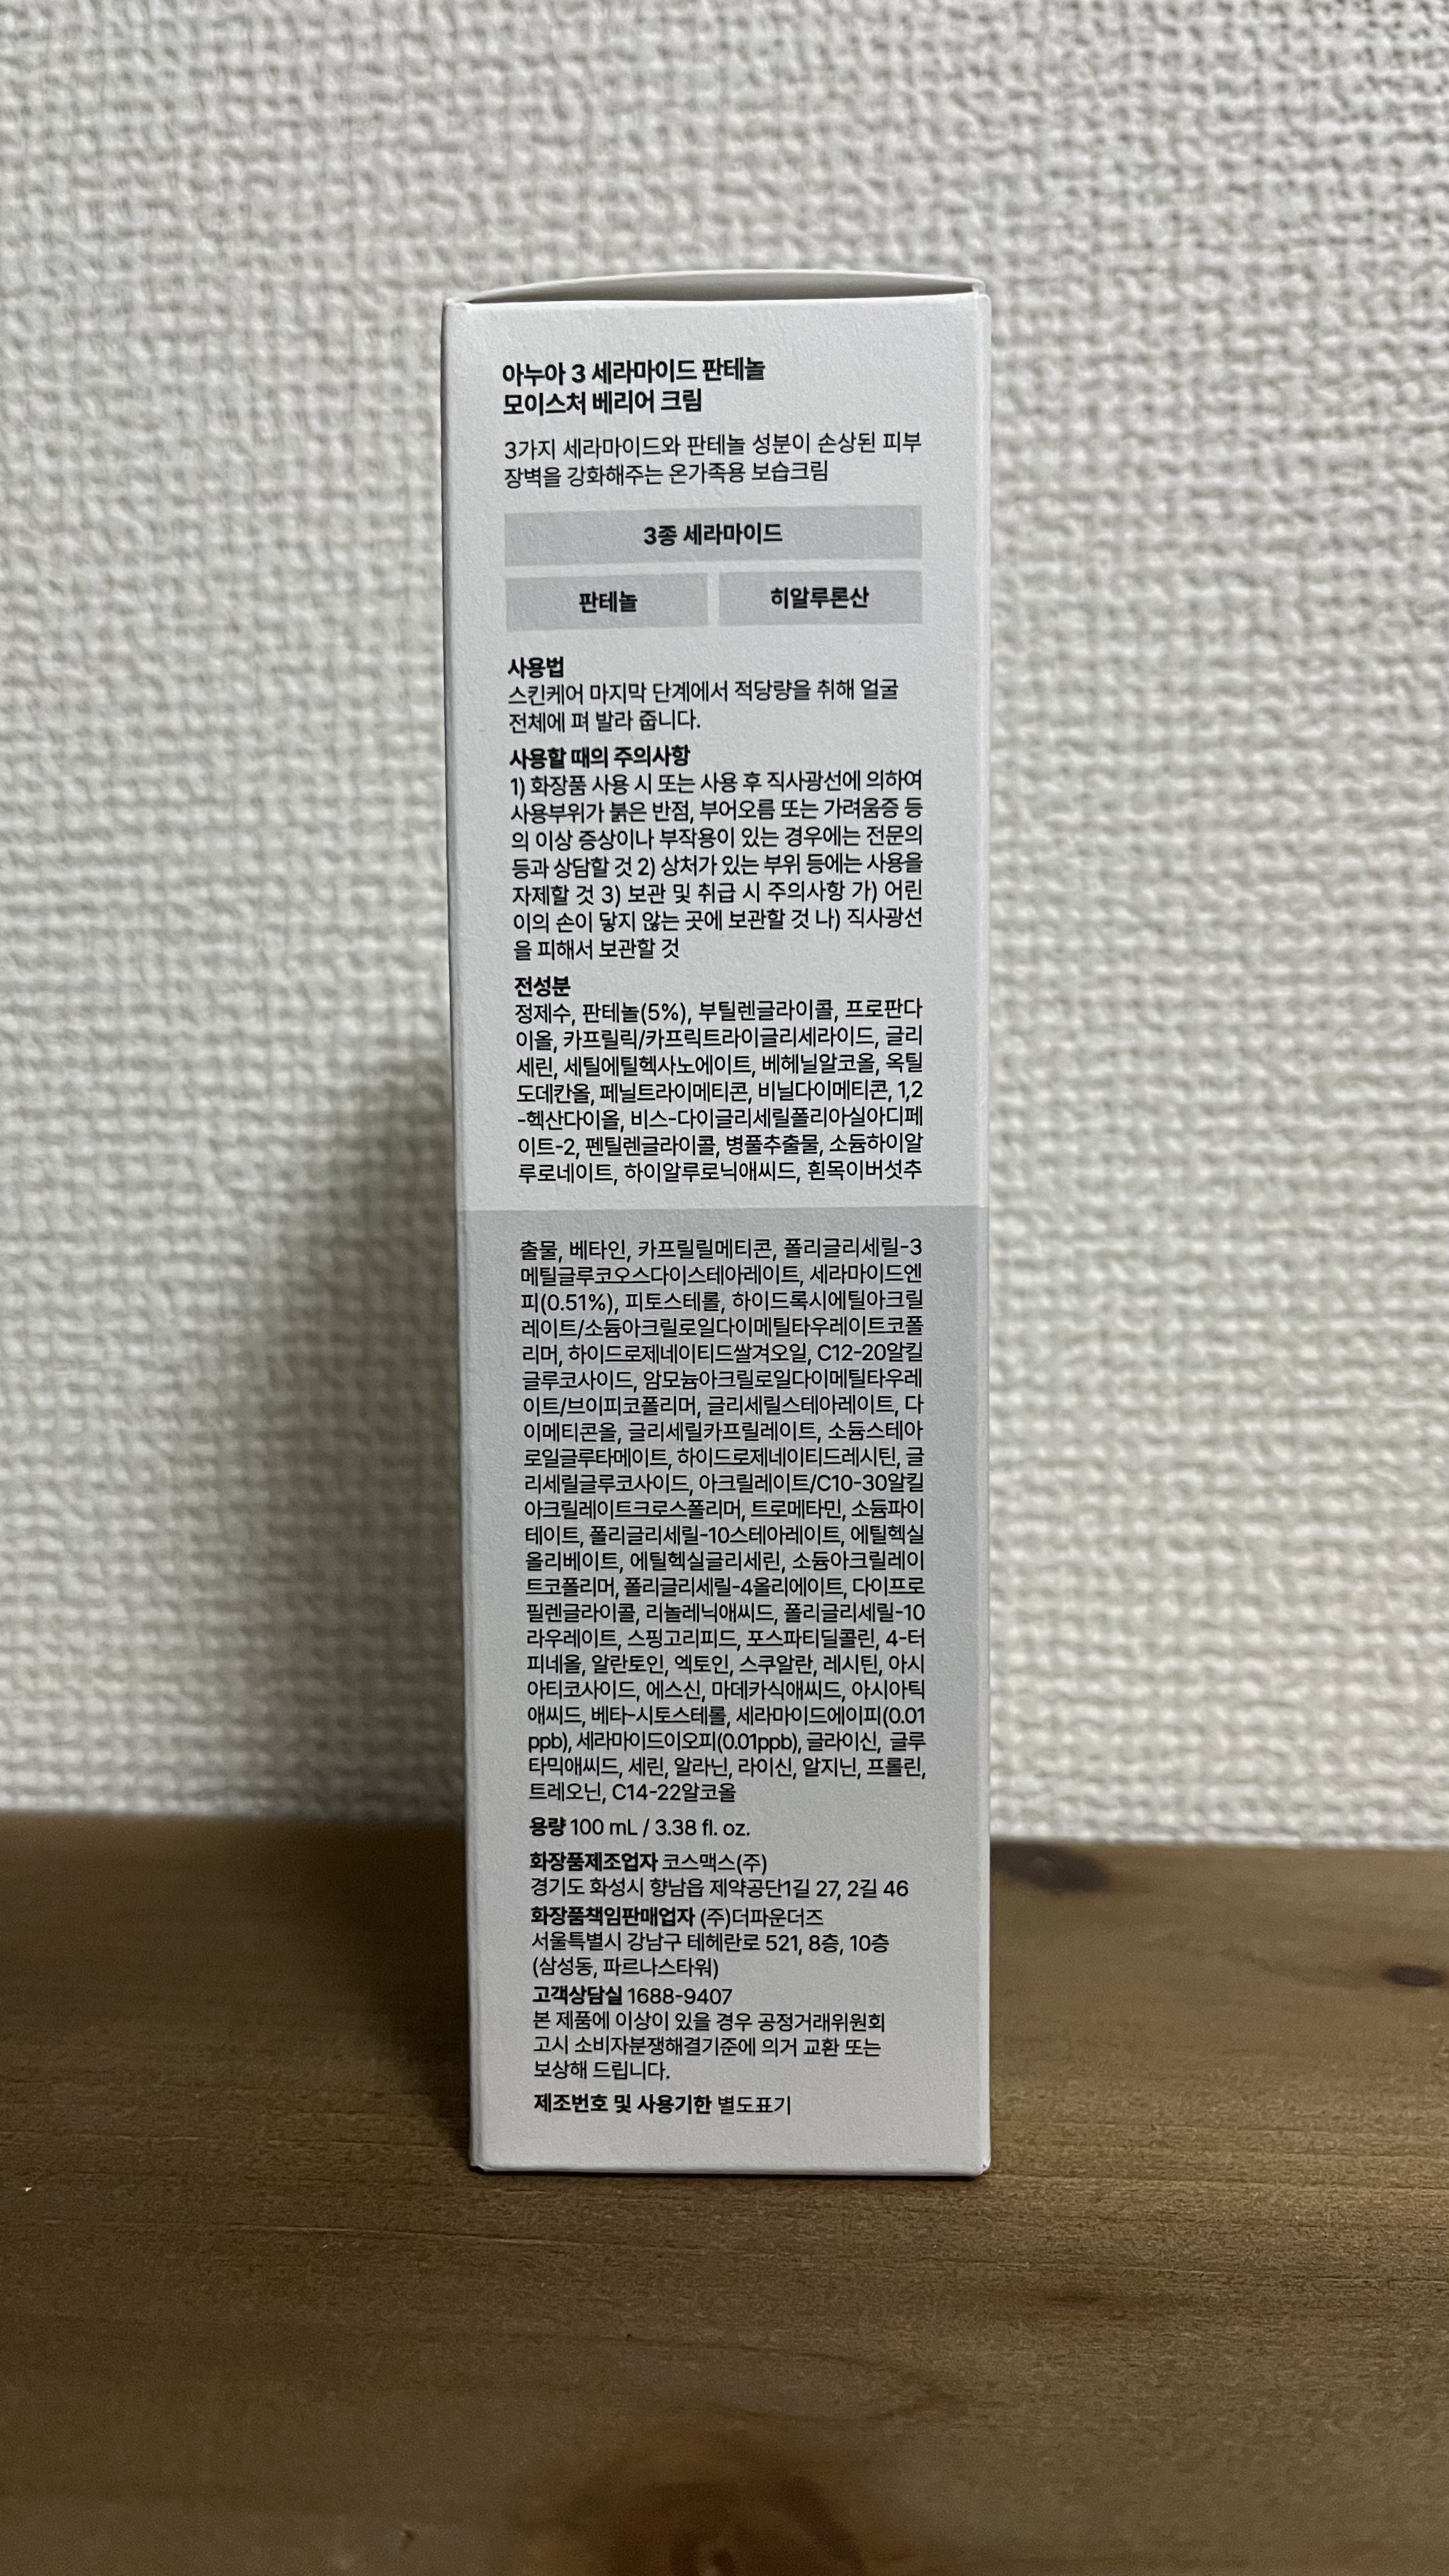 아누아 3 세라마이드 판테놀
모이스처 베리어 크림
3가지 세라마이드와 판테놀 성분이 손상된 피부
장벽을 강화해주는 온가족용 보습크림
3종 세라마이드
판테놀
히알루론산
사용법
스킨케어 마지막 단계에서 적당량을 취해 얼굴
전체에 펴 발라 줍니다.
사용할 때의 주의사항
1) 화장품 사용 시 또는 사용 후 직사광선에 의하여
사용부위가 붉은 반점, 부어오름 또는 가려움증 등
의 이상 증상이나 부작용이 있는 경우에는 전문의
등과 상담할 것 2) 상처가 있는 부위 등에는 사용을
자제할 것 3) 보관 및 취급 시 주의사항 가) 어린
이의 손이 닿지 않는 곳에 보관할 것 나) 직사광선
을 피해서 보관할 것
전성분
정제수, 판테놀(5%), 부틸렌글라이콜, 프로판다
이올, 카프릴릭/카프릭트라이글리세라이드, 글리
세린, 세틸에틸헥사노에이트, 베헤닐알코올, 옥틸
도데칸올, 페닐트라이메티콘, 비닐다이메티콘, 1,2
-헥산다이올, 비스-다이글리세릴폴리아실아디페
이트-2, 펜틸렌글라이콜, 병풀추출물, 소듐하이알
루로네이트, 하이알루로닉애씨드, 흰목이버섯추
출물, 베타인, 카프릴릴메티콘, 폴리글리세릴-3
메틸글루코오스다이스테아레이트, 세라마이드엔
피(0.51%), 피토스테롤, 하이드록시에틸아크릴
레이트/소듐아크릴로일다이메틸타우레이트코폴
리머, 하이드로제네이티드쌀겨오일, C12-20알킬
글루코사이드, 암모늄아크릴로일다이메틸타우레
이트/브이피코폴리머, 글리세릴스테아레이트, 다
이메티콘올, 글리세릴카프릴레이트, 소듐스테아
로일글루타메이트, 하이드로제네이티드레시틴, 글
리세릴글루코사이드, 아크릴레이트/C10-30알킬
아크릴레이트크로스폴리머, 트로메타민, 소듐파이
테이트, 폴리글리세릴-10스테아레이트, 에틸헥실
올리베이트, 에틸헥실글리세린, 소듐아크릴레이
트코폴리머, 폴리글리세릴-4올리에이트, 다이프로
필렌글라이콜, 리놀레닉애씨드, 폴리글리세릴-10
라우레이트, 스핑고리피드, 포스파티딜콜린, 4-터
피네올, 알란토인, 엑토인, 스쿠알란, 레시틴, 아시
아티코사이드, 에스신, 마데카식애씨드, 아시아틱
애씨드, 베타-시토스테롤, 세라마이드에이피(0.01
ppb), 세라마이드이오피(0.01ppb), 글라이신, 글루
타믹애씨드, 세린, 알라닌, 라이신, 알지닌, 프롤린,
트레오닌, C14-22알코올
용량 100 mL / 3.38 fl. oz.
화장품제조업자 코스맥스(주)
경기도 화성시 향남읍 제약공단1길 27, 2길 46
화장품책임판매업자 (주)더파운더즈
서울특별시 강남구 테헤란로 521, 8층, 10층
(삼성동, 파르나스타워)
고객상담실 1688-9407
본 제품에 이상이 있을 경우 공정거래위원회
고시 소비자분쟁해결기준에 의거 교환 또는
보상해 드립니다.
제조번호 및 사용기한 별도표기